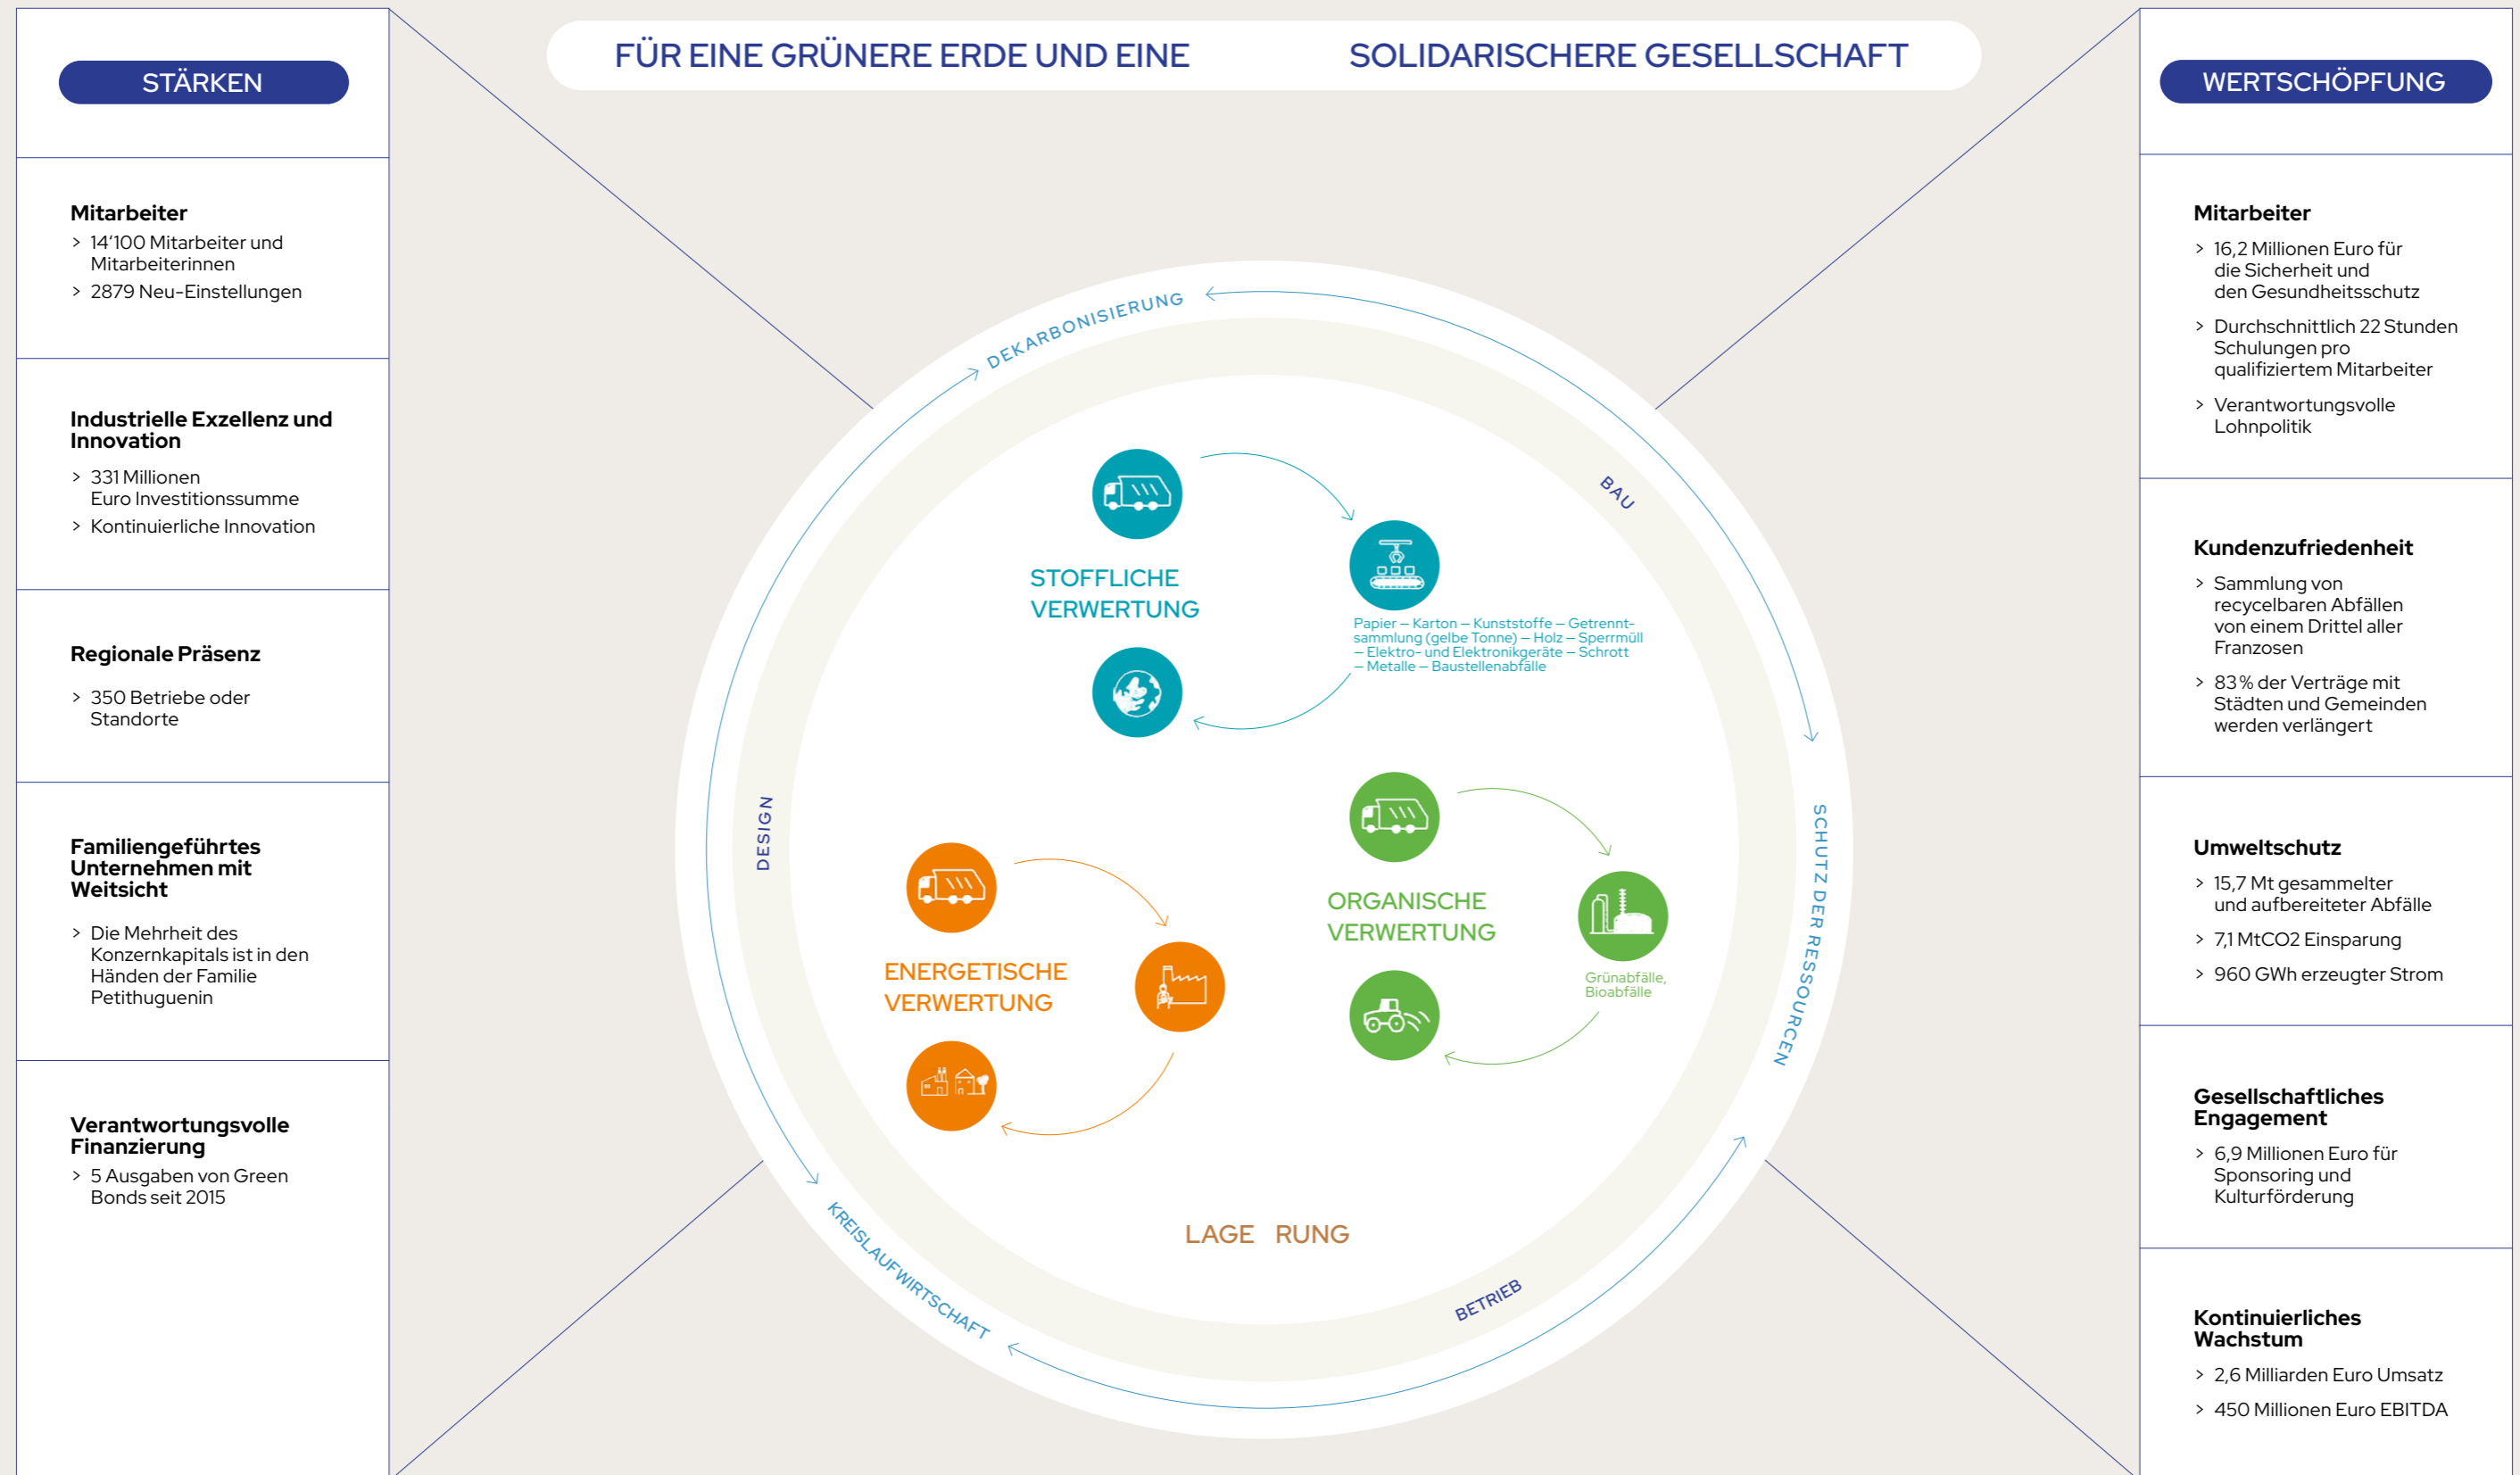 FÜR EINE GRÜNERE ERDE UND EINE SOLIDARISCHERE GESELLSCHAFT
STÄRKEN
Mitarbeiter
> 14'100 Mitarbeiter und
Mitarbeiterinnen
> 2879 Neu-Einstellungen
Industrielle Exzellenz und
Innovation
> 331 Millionen
Euro Investitionssumme
> Kontinuierliche Innovation
Regionale Präsenz
> 350 Betriebe oder
Standorte
Familiengeführtes
Unternehmen mit
Weitsicht
> Die Mehrheit des
Konzernkapitals ist in den
Händen der Familie
Petithuguenin
Verantwortungsvolle
Finanzierung
> 5 Ausgaben von Green
Bonds seit 2015
DEKARBONISIERUNG
BAU
STOFFLICHE
VERWERTUNG
Papier – Karton – Kunststoffe – Getrennt-
sammlung (gelbe Tonne) – Holz – Sperrmüll
– Elektro- und Elektronikgeräte – Schrott
– Metalle – Baustellenabfälle
DESIGN
SCHUTZ DER RESSOURCEN
ORGANISCHE
VERWERTUNG
Grünabfälle,
Bioabfälle
ENERGETISCHE
VERWERTUNG
LAGE RUNG
KREISLAUFWIRTSCHAFT
BETRIEB
WERTSCHÖPFUNG
Mitarbeiter
> 16,2 Millionen Euro für
die Sicherheit und
den Gesundheitsschutz
> Durchschnittlich 22 Stunden
Schulungen pro
qualifiziertem Mitarbeiter
> Verantwortungsvolle
Lohnpolitik
Kundenzufriedenheit
> Sammlung von
recycelbaren Abfällen
von einem Drittel aller
Franzosen
> 83 % der Verträge mit
Städten und Gemeinden
werden verlängert
Umweltschutz
> 15,7 Mt gesammelter
und aufbereiteter Abfälle
> 7,1 MtCO2 Einsparung
> 960 GWh erzeugter Strom
Gesellschaftliches
Engagement
> 6,9 Millionen Euro für
Sponsoring und
Kulturförderung
Kontinuierliches
Wachstum
> 2,6 Milliarden Euro Umsatz
> 450 Millionen Euro EBITDA